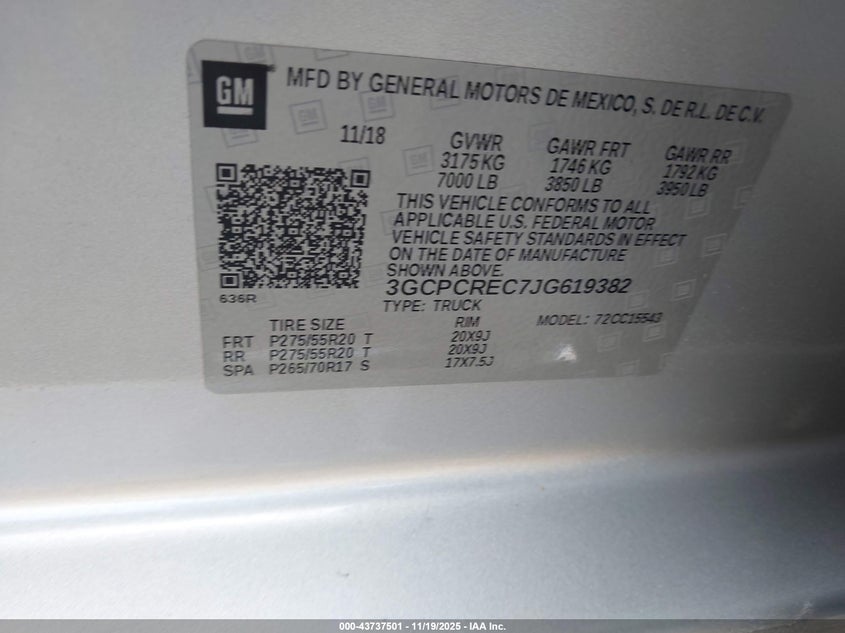 GM
MFD BY GENERAL MOTORS DE MEXICO, S. DE R.L. DE C.V.
11/18
GVWR GAWR FRT GAWR RR
3175 KG 1746 KG 1792 KG
7000 LB 3850 LB 3950 LB
THIS VEHICLE CONFORMS TO ALL
APPLICABLE U.S. FEDERAL MOTOR
VEHICLE SAFETY STANDARDS IN EFFECT
ON THE DATE OF MANUFACTURE
SHOWN ABOVE.
3GCPCREC7JG619382
636R
TYPE: TRUCK
TIRE SIZE RIM MODEL: 72CC15543
FRT P275/55R20 T 20X9J
RR P275/55R20 T 20X9J
SPA P265/70R17 S 17X7.5J
000-43737501 - 11/19/2025 - IAA Inc.